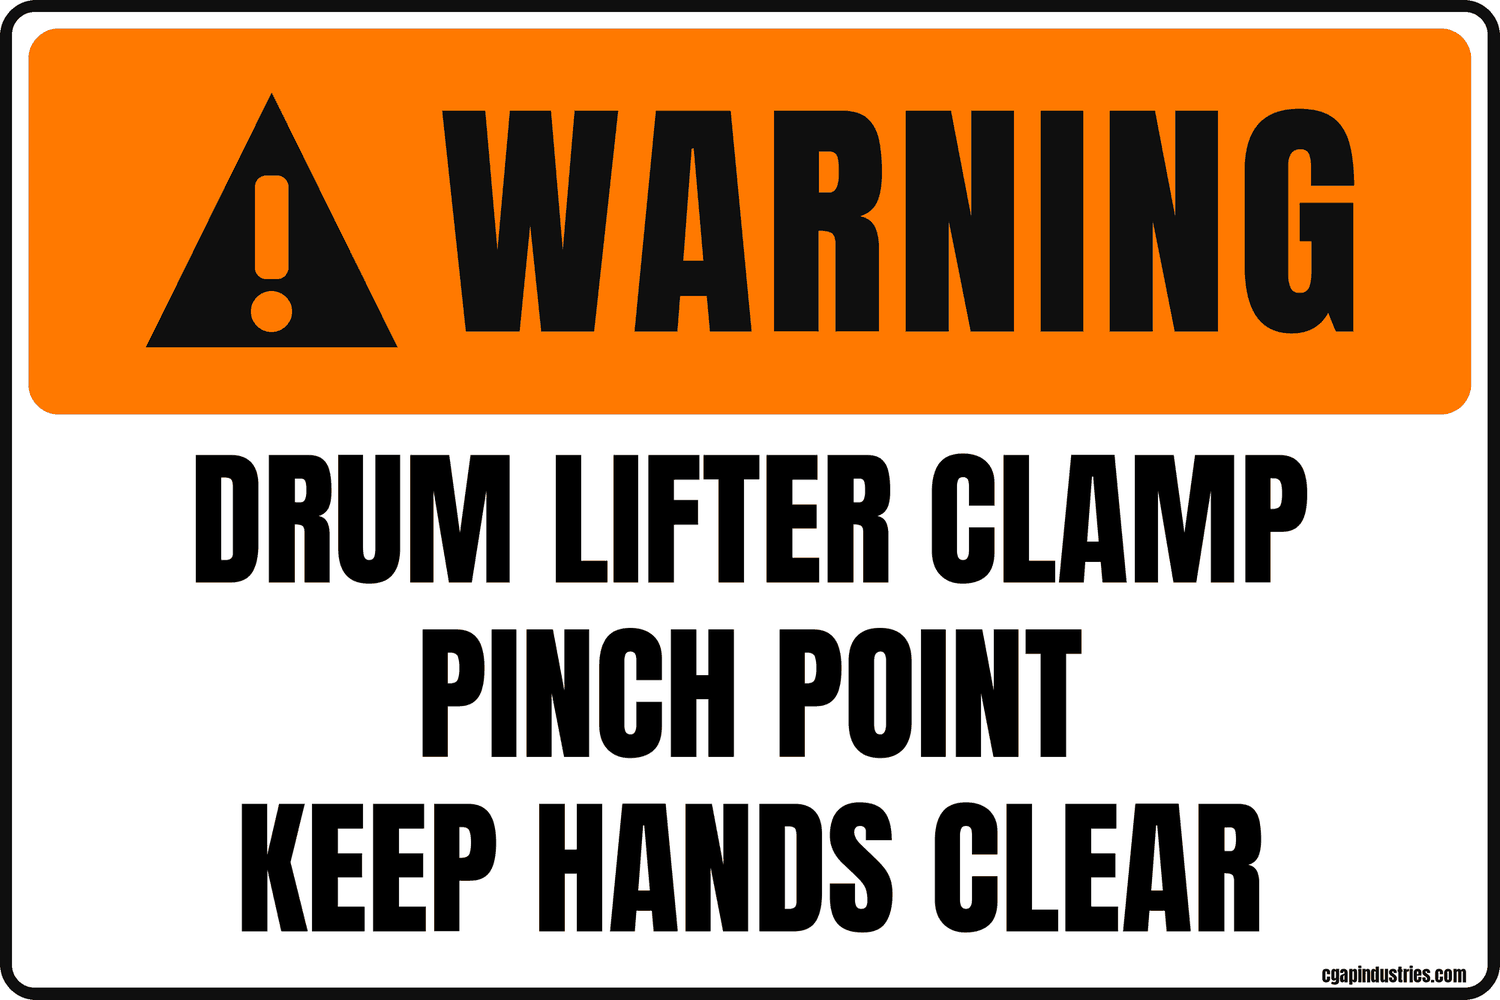 WARNING
DRUM LIFTER CLAMP
PINCH POINT
KEEP HANDS CLEAR
cgapindustries.com